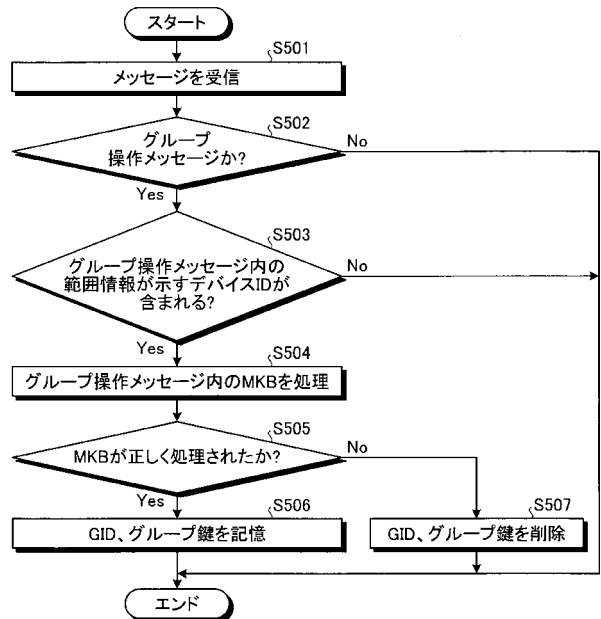 スタート
S501
メッセージを受信
S502
グループ
操作メッセージか?
No
Yes
S503
グループ操作メッセージ内の
範囲情報が示すデバイスIDが
含まれる?
No
Yes
S504
グループ操作メッセージ内のMKBを処理
S505
MKBが正しく処理されたか?
No
Yes
S506
GID、グループ鍵を記憶
S507
GID、グループ鍵を削除
エンド